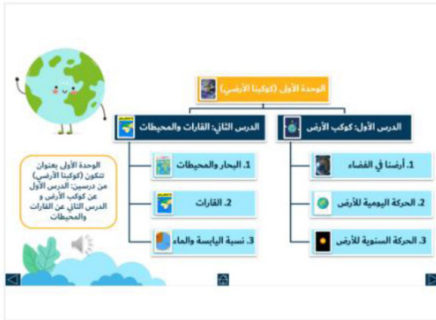 الوحدة الأولى (كوكبنا الأرضي)
الدرس الأول: كوكب الأرض
1. أرضنا في الفضاء
2. الحركة اليومية للأرض
3. الحركة السنوية للأرض
الدرس الثاني: القارات والمحيطات
1. البحار والمحيطات
2. القارات
3. نسبة اليابسة والماء
الوحدة الأولى بعنوان
(كوكبنا الأرضي) تتكون
من درسين: الدرس الأول
عن كوكب الأرض و
الدرس الثاني عن القارات
والمحيطات